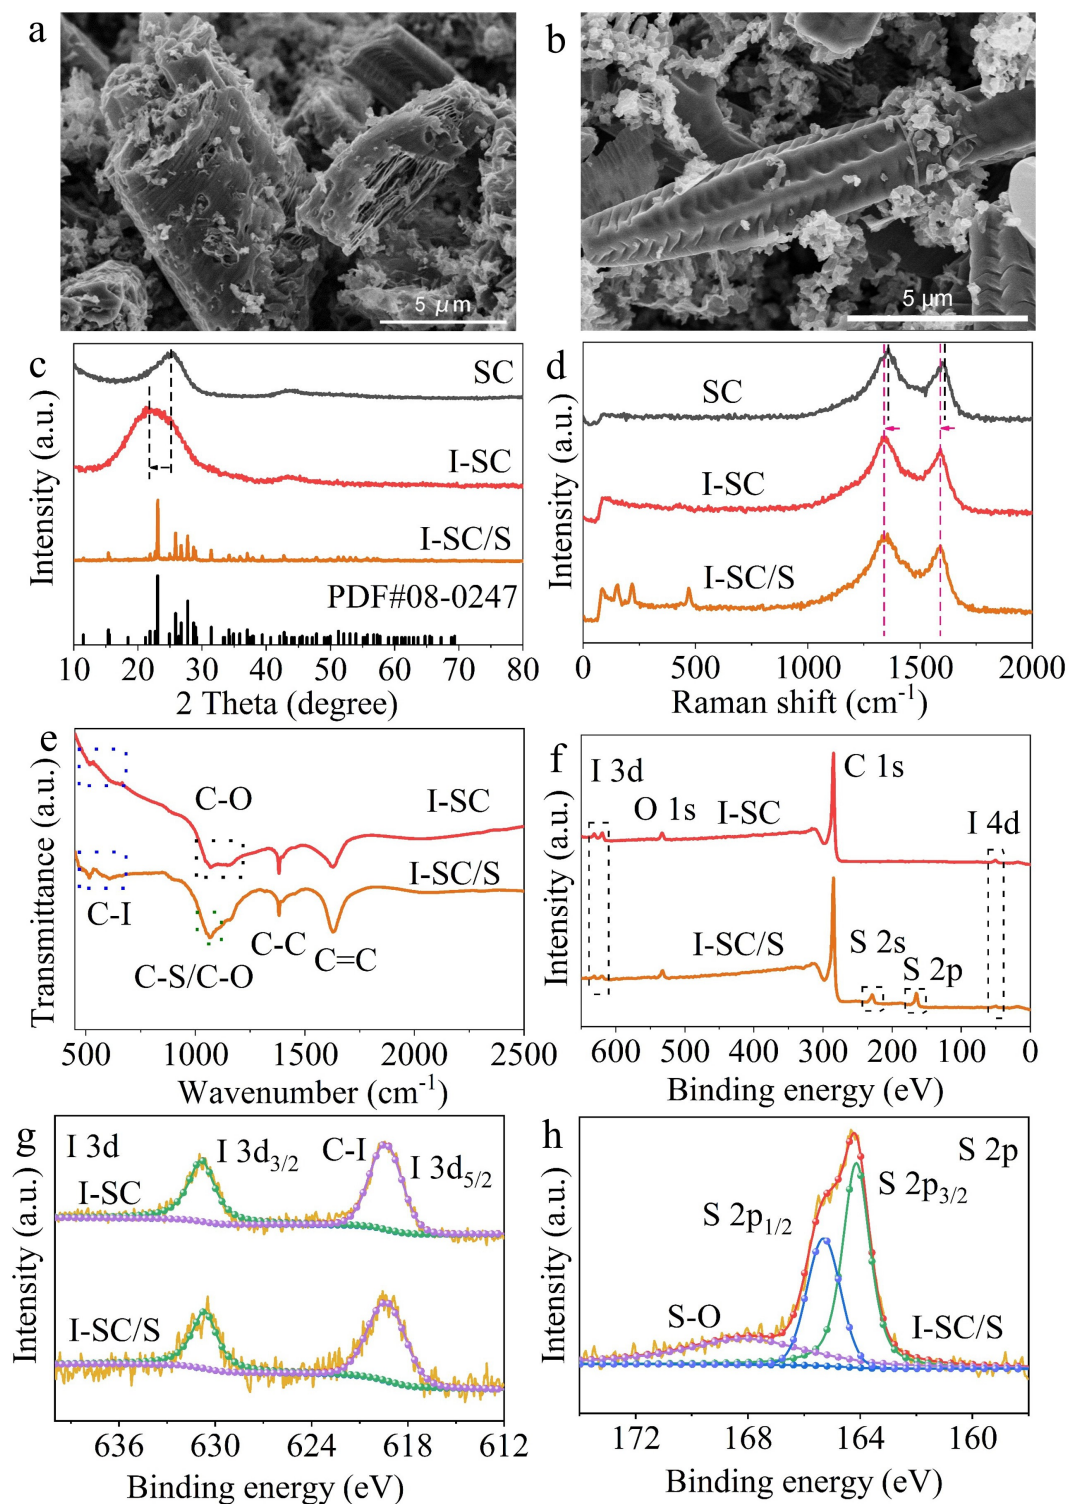 a
5 μm
b
5 μm
c
SC
I-SC
I-SC/S
PDF#08-0247
Intensity (a.u.)
10 20 30 40 50 60 70 80
2 Theta (degree)
d
SC
I-SC
I-SC/S
Intensity (a.u.)
0 500 1000 1500 2000
Raman shift (cm-1)
e
C-O
I-SC
I-SC/S
C-I
C-S/C-O
C-C
C=C
Transmittance (a.u.)
500 1000 1500 2000 2500
Wavenumber (cm-1)
f
I 3d
O 1s
I-SC
C 1s
I 4d
I-SC/S
S 2s
S 2p
Intensity (a.u.)
600 500 400 300 200 100 0
Binding energy (eV)
g
I 3d
I 3d3/2
C-I
I 3d5/2
I-SC
I-SC/S
Intensity (a.u.)
636 630 624 618 612
Binding energy (eV)
h
S 2p
S 2p3/2
S 2p1/2
S-O
I-SC/S
Intensity (a.u.)
172 168 164 160
Binding energy (eV)